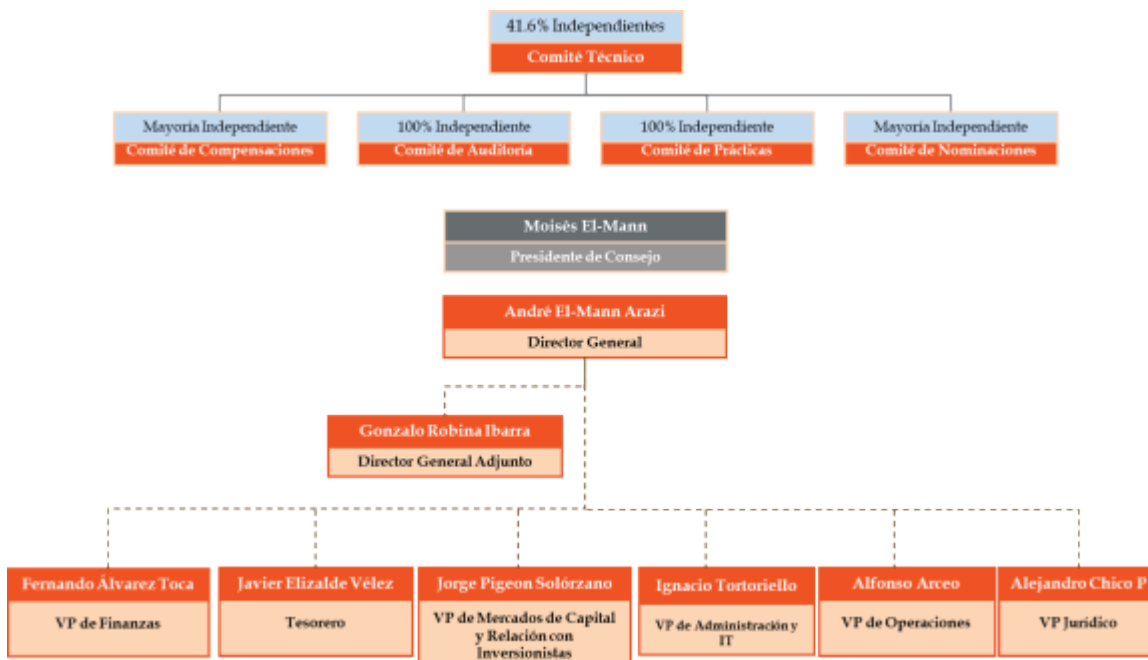 41.6% Independientes
Comité Técnico
Mayoría Independiente
Comité de Compensaciones
100% Independiente
Comité de Auditoría
100% Independiente
Comité de Prácticas
Mayoría Independiente
Comité de Nominaciones
Moisés El-Mann
Presidente de Consejo
André El-Mann Arazi
Director General
Gonzalo Robina Ibarra
Director General Adjunto
Fernando Álvarez Toca
VP de Finanzas
Javier Elizalde Vélez
Tesorero
Jorge Pigeon Solórzano
VP de Mercados de Capital
y Relación con
Inversionistas
Ignacio Tortoriello
VP de Administración y
IT
Alfonso Arceo
VP de Operaciones
Alejandro Chico P
VP Jurídico